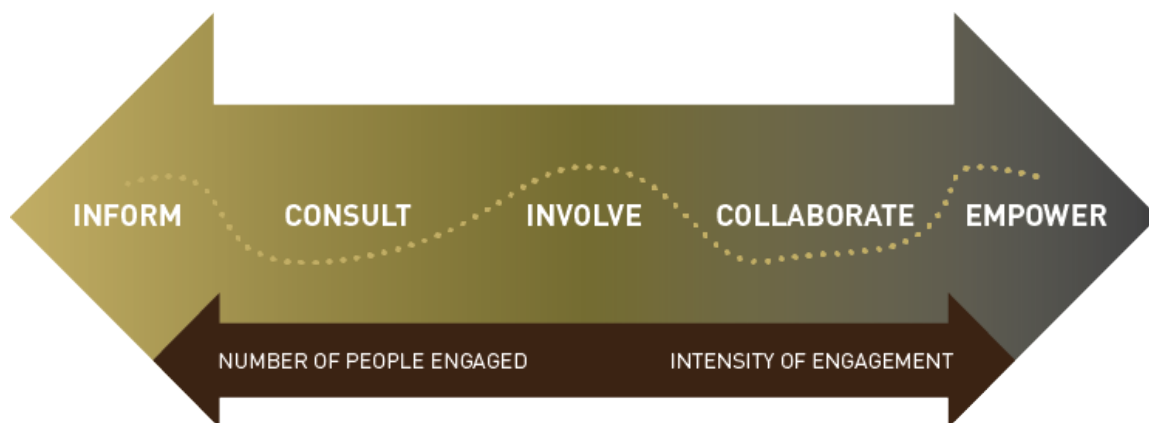 INFORM CONSULT INVOLVE COLLABORATE EMPOWER
NUMBER OF PEOPLE ENGAGED INTENSITY OF ENGAGEMENT